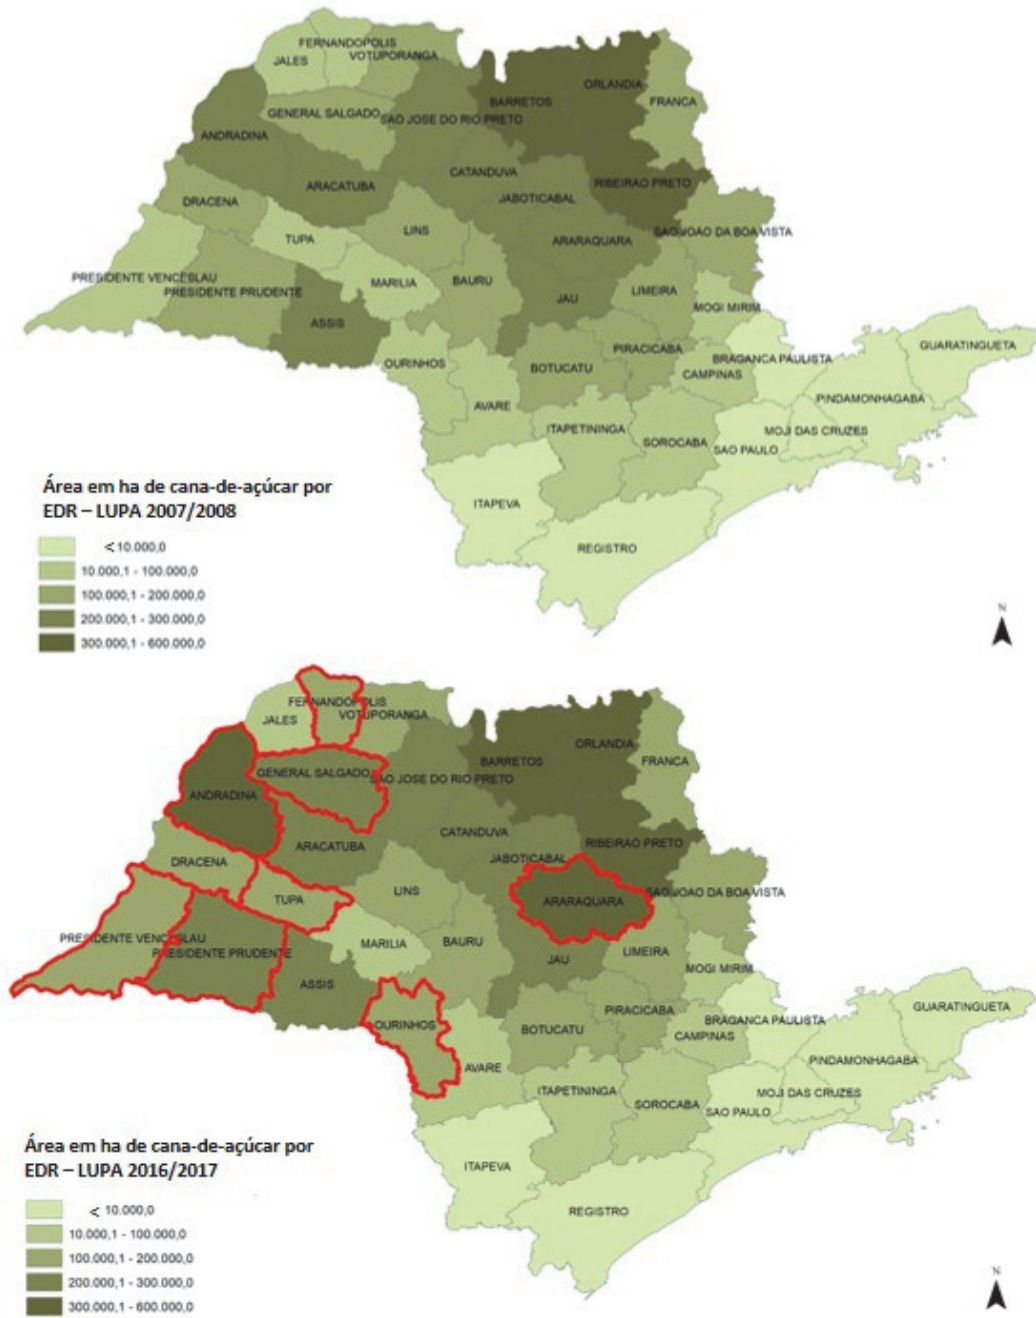 FERNANDOPOLIS
VOTUPORANGA
JALES
ORLANDIA
BARRETOS
FRANCA
GENERAL SALGADO
SAO JOSE DO RIO PRETO
ANDRADINA
CATANDUVA
RIBEIRAO PRETO
ARACATUBA
JABOTICABAL
DRACENA
TUPA
LINS
ARARAQUARA
SAO JOAO DA BOA VISTA
PRESIDENTE VENCESLAU
MARILIA
BAURU
PRESIDENTE PRUDENTE
JAU
LIMEIRA
MOGI MIRIM
ASSIS
GUARATINGUETA
PIRACICABA
OURINHOS
BRAGANCA PAULISTA
BOTUCATU
CAMPINAS
PINDAMONHAGABA
AVARE
ITAPETININGA
MOJI DAS CRUZES
SOROCABA
SAO PAULO
ITAPEVA
REGISTRO
Área em ha de cana-de-açúcar por
EDR – LUPA 2007/2008
< 10.000,0
10.000,1 - 100.000,0
100.000,1 - 200.000,0
200.000,1 - 300.000,0
300.000,1 - 600.000,0
N
FERNANDOPOLIS
VOTUPORANGA
JALES
ORLANDIA
BARRETOS
FRANCA
GENERAL SALGADO
SAO JOSE DO RIO PRETO
ANDRADINA
CATANDUVA
RIBEIRAO PRETO
ARACATUBA
JABOTICABAL
DRACENA
TUPA
LINS
ARARAQUARA
SAO JOAO DA BOA VISTA
PRESIDENTE VENCESLAU
MARILIA
BAURU
PRESIDENTE PRUDENTE
JAU
LIMEIRA
MOGI MIRIM
ASSIS
GUARATINGUETA
PIRACICABA
OURINHOS
BRAGANCA PAULISTA
BOTUCATU
CAMPINAS
PINDAMONHAGABA
AVARE
ITAPETININGA
MOJI DAS CRUZES
SOROCABA
SAO PAULO
ITAPEVA
REGISTRO
Área em ha de cana-de-açúcar por
EDR – LUPA 2016/2017
< 10.000,0
10.000,1 - 100.000,0
100.000,1 - 200.000,0
200.000,1 - 300.000,0
300.000,1 - 600.000,0
N